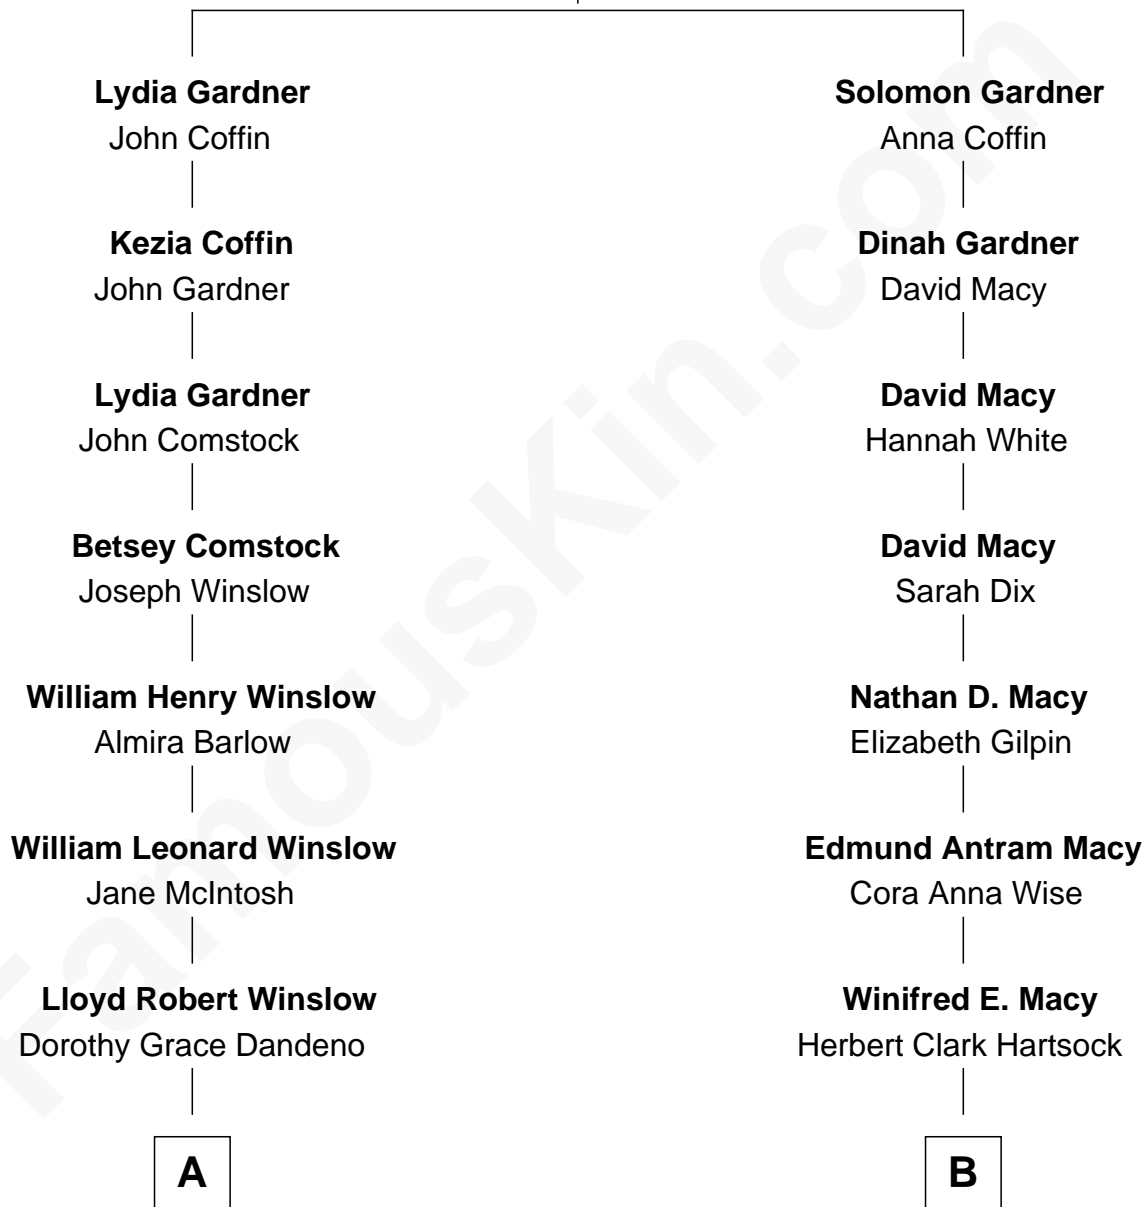 Lydia Gardner
John Coffin
Kezia Coffin
John Gardner
Lydia Gardner
John Comstock
Betsey Comstock
Joseph Winslow
William Henry Winslow
Almira Barlow
William Leonard Winslow
Jane McIntosh
Lloyd Robert Winslow
Dorothy Grace Dandeno
A
Solomon Gardner
Anna Coffin
Dinah Gardner
David Macy
David Macy
Hannah White
David Macy
Sarah Dix
Nathan D. Macy
Elizabeth Gilpin
Edmund Antram Macy
Cora Anna Wise
Winifred E. Macy
Herbert Clark Hartsock
B
FamousKin.com